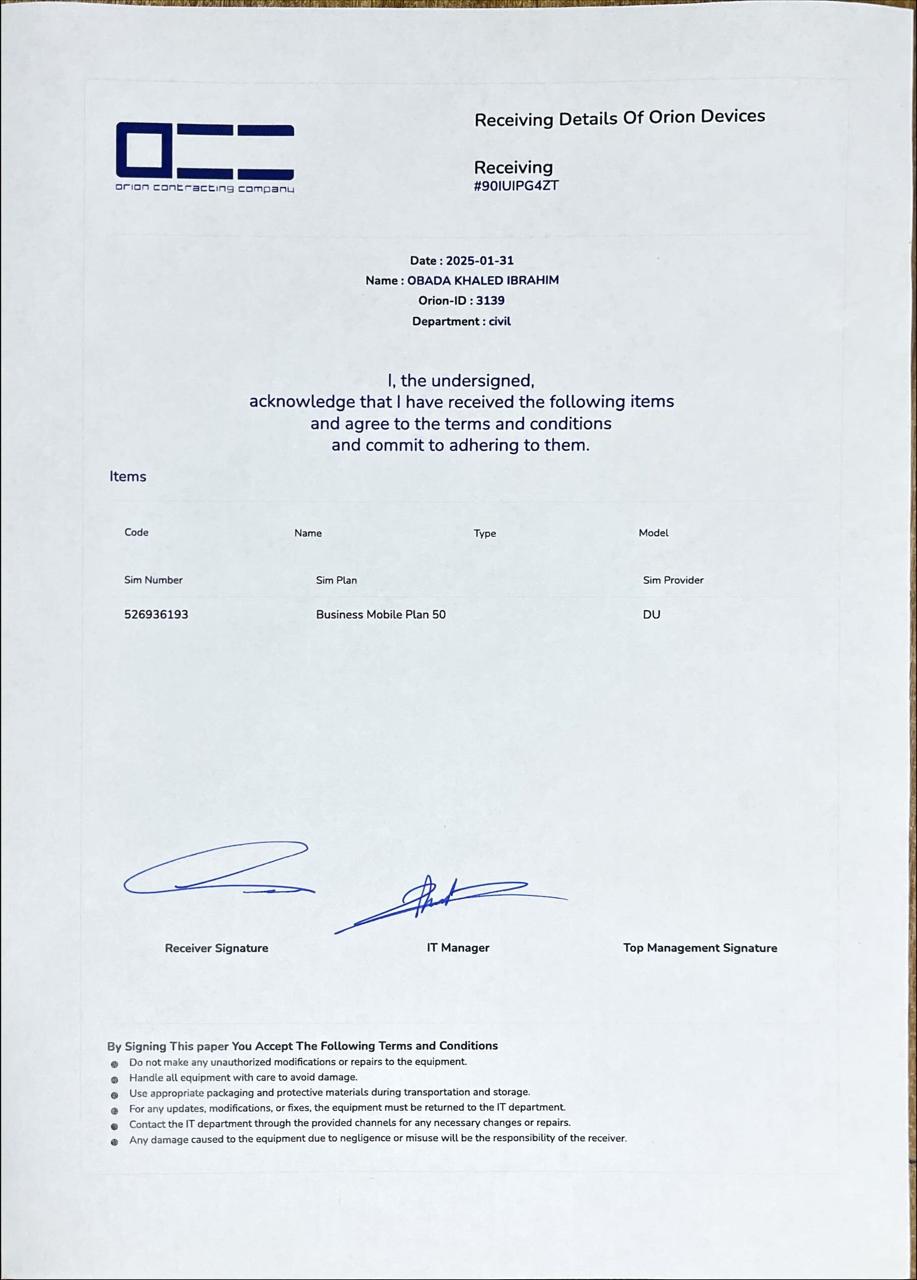 orion contracting company
Receiving Details Of Orion Devices
Receiving
#90IUIPG4ZT
Date : 2025-01-31
Name : OBADA KHALED IBRAHIM
Orion-ID : 3139
Department : civil
I, the undersigned,
acknowledge that I have received the following items
and agree to the terms and conditions
and commit to adhering to them.
Items
Code Name Type Model
Sim Number Sim Plan Sim Provider
526936193 Business Mobile Plan 50 DU
Receiver Signature IT Manager Top Management Signature
By Signing This paper You Accept The Following Terms and Conditions
Do not make any unauthorized modifications or repairs to the equipment.
Handle all equipment with care to avoid damage.
Use appropriate packaging and protective materials during transportation and storage.
For any updates, modifications, or fixes, the equipment must be returned to the IT department.
Contact the IT department through the provided channels for any necessary changes or repairs.
Any damage caused to the equipment due to negligence or misuse will be the responsibility of the receiver.